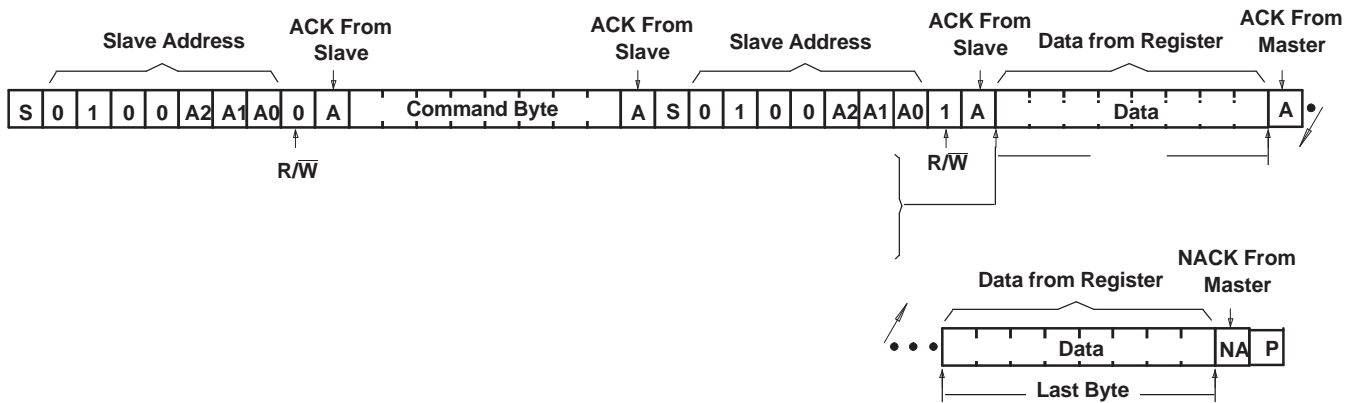 Slave Address
ACK From
Slave
ACK From
Slave
Slave Address
ACK From
Slave
Data from Register
ACK From
Master
S 0 1 0 0 A2 A1 A0 0 A Command Byte A S 0 1 0 0 A2 A1 A0 1 A Data A
R/W̅
R/W̅
Data from Register
NACK From
Master
Data NA P
Last Byte